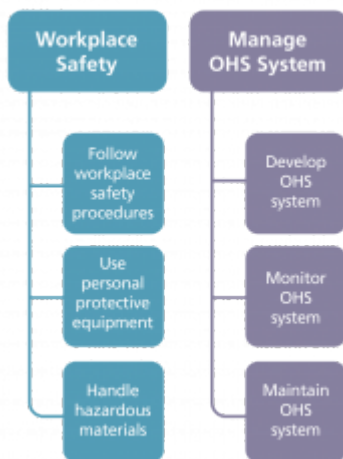 Workplace
Safety
Follow
workplace
safety
procedures
Use
personal
protective
equipment
Handle
hazardous
materials
Manage
OHS System
Develop
OHS
system
Monitor
OHS
system
Maintain
OHS
system